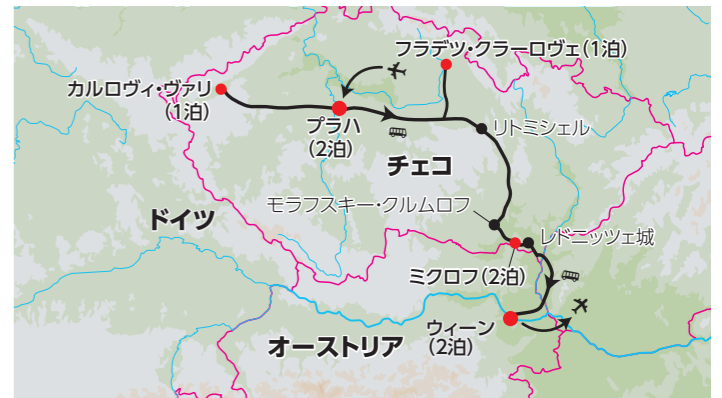 フラデツ・クラーロヴェ(1泊)
カルロヴィ・ヴァリ
(1泊)
プラハ
(2泊)
リトミシェル
チェコ
モラフスキー・クルムロフ
ドイツ
レドニッツェ城
ミクロフ(2泊)
ウィーン
(2泊)
オーストリア